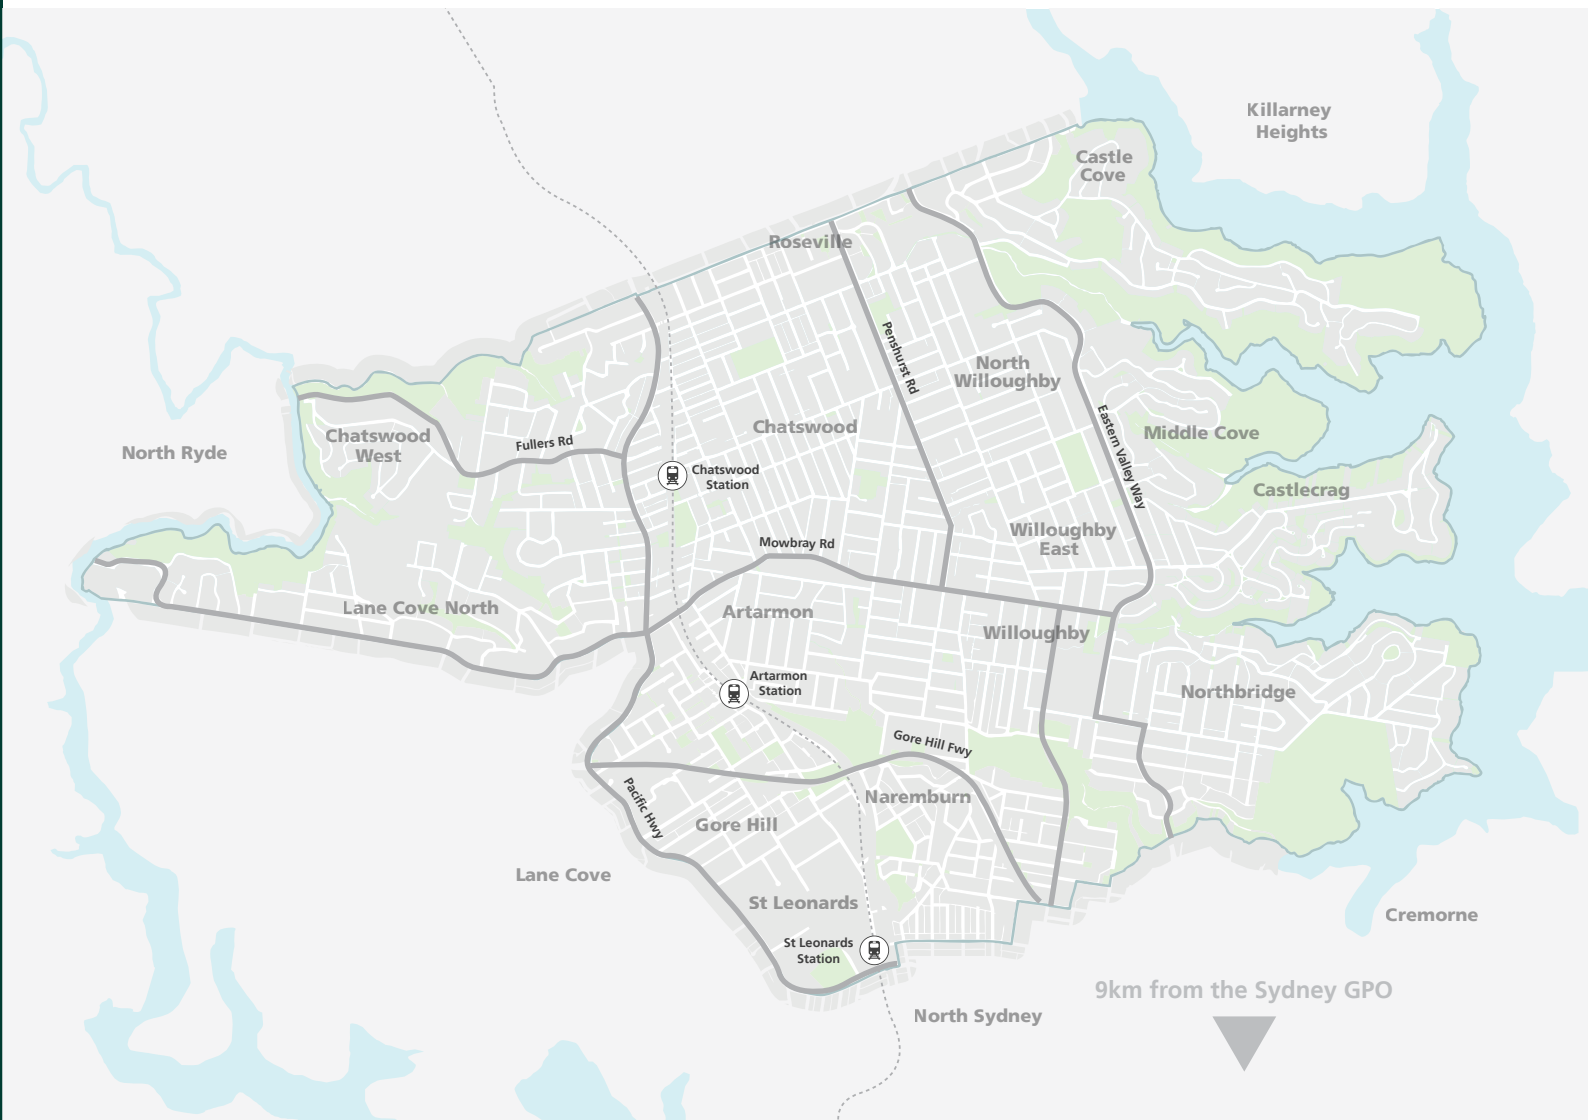 Killarney
Heights
Castle
Cove
Roseville
Penshurst Rd
North
Willoughby
Chatswood
Chatswood
West
Fullers Rd
North Ryde
Eastern Valley Way
Middle Cove
Chatswood
Station
Castlecrag
Willoughby
East
Mowbray Rd
Lane Cove North
Artarmon
Willoughby
Artarmon
Station
Northbridge
Gore Hill Fwy
Pacific Hwy
Naremburn
Gore Hill
Lane Cove
St Leonards
Cremorne
St Leonards
Station
9km from the Sydney GPO
North Sydney